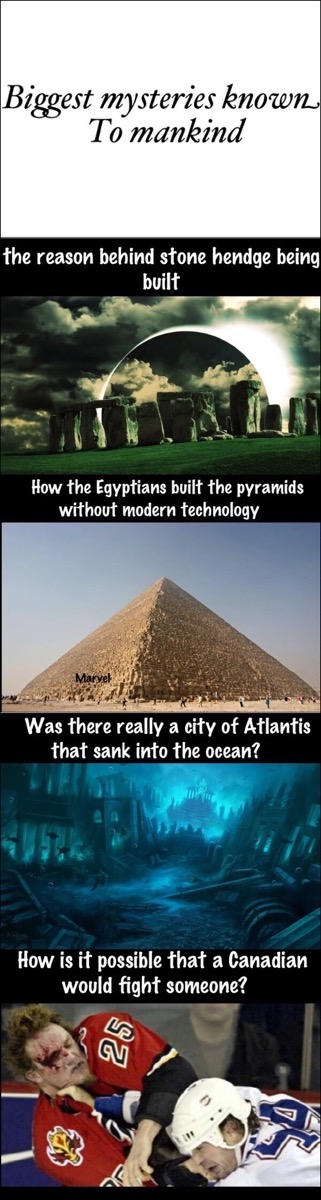 Biggest mysteries known
To mankind
the reason behind stone hendge being
built
How the Egyptians built the pyramids
without modern technology
Marvel
Was there really a city of Atlantis
that sank into the ocean?
How is it possible that a Canadian
would fight someone?
25